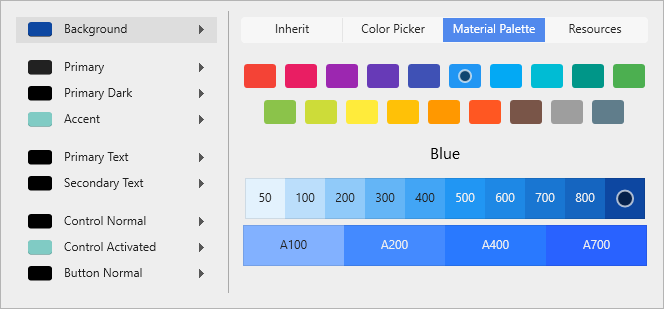 Background
Primary
Primary Dark
Accent
Primary Text
Secondary Text
Control Normal
Control Activated
Button Normal
Inherit Color Picker Material Palette Resources
Blue
50 100 200 300 400 500 600 700 800
A100 A200 A400 A700